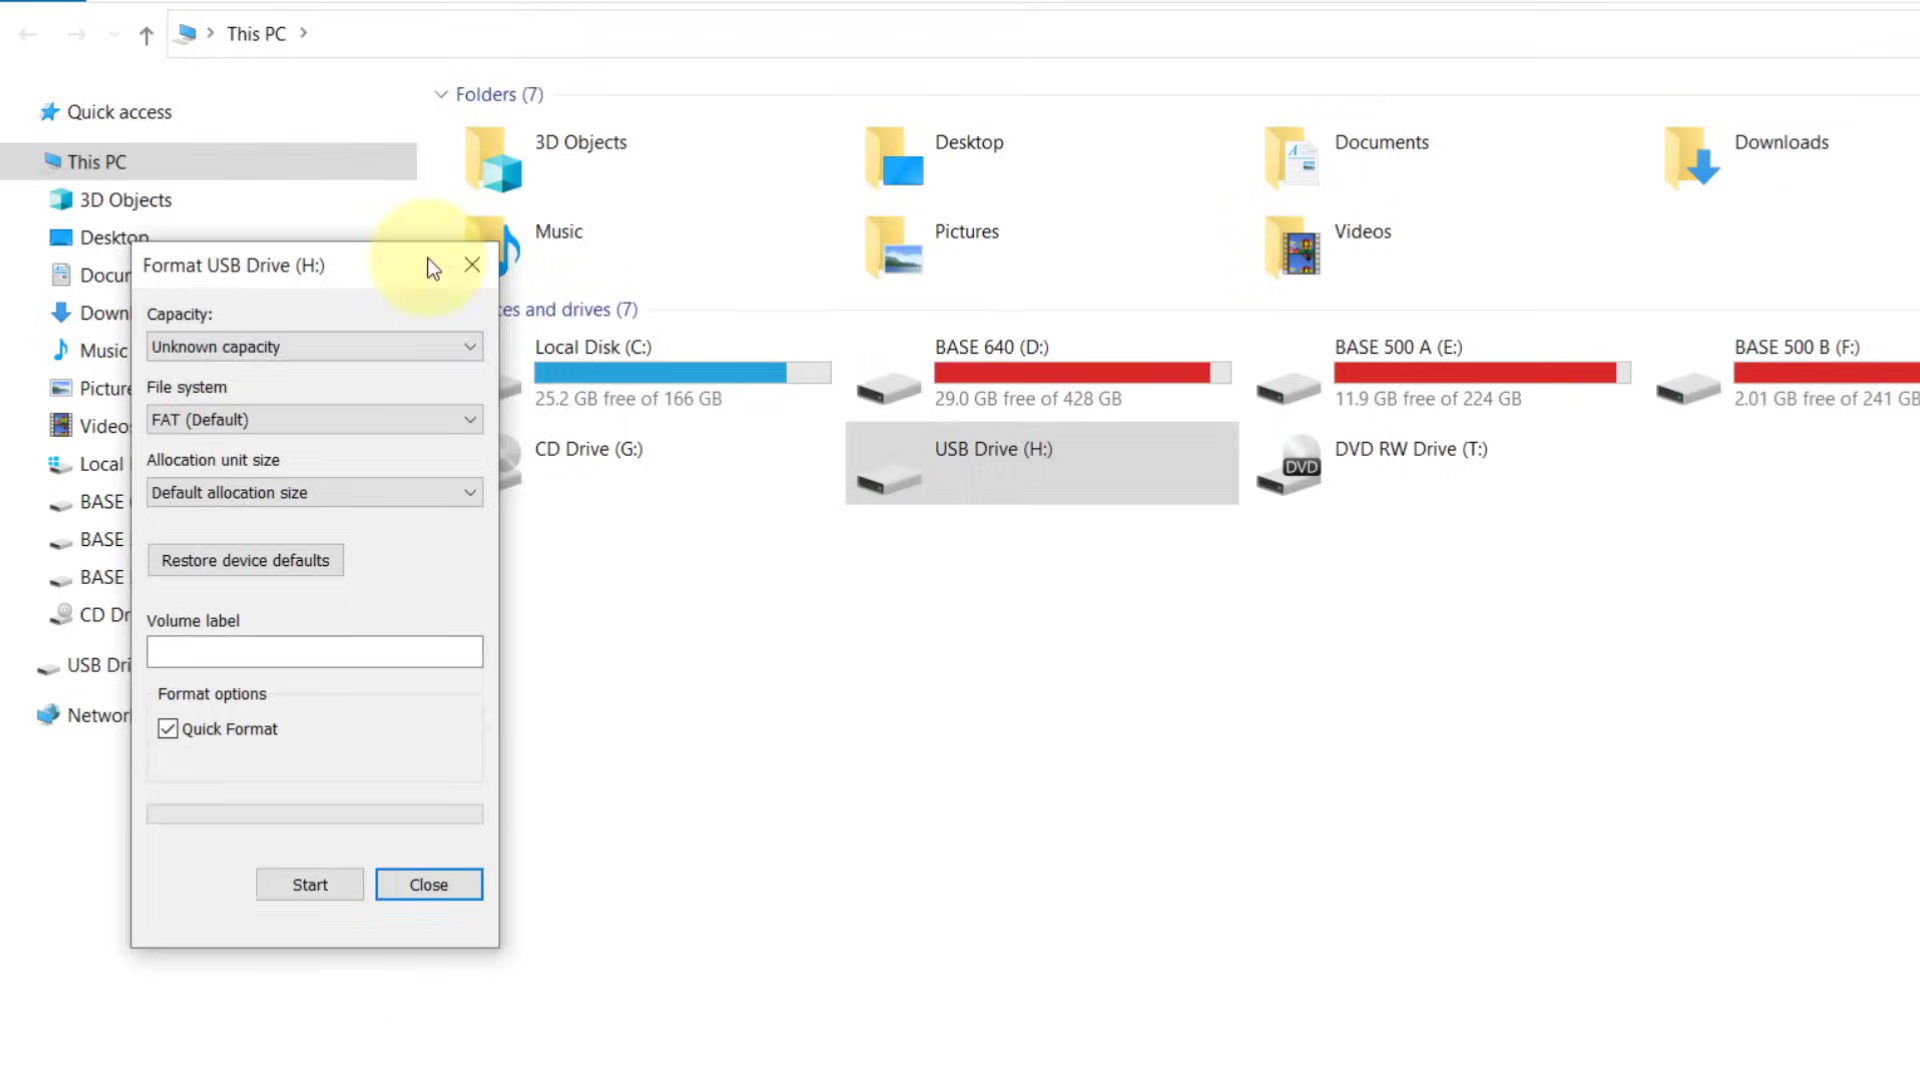 This PC
Quick access
This PC
3D Objects
Desktop
Docu
Down
Music
Picture
Video
Local
BASE
BASE
BASE
CD Dr
USB Dri
Networ
Folders (7)
3D Objects
Desktop
Documents
Downloads
Music
Pictures
Videos
ces and drives (7)
Local Disk (C:)
25.2 GB free of 166 GB
BASE 640 (D:)
29.0 GB free of 428 GB
BASE 500 A (E:)
11.9 GB free of 224 GB
BASE 500 B (F:)
2.01 GB free of 241 GB
CD Drive (G:)
USB Drive (H:)
DVD RW Drive (T:)
DVD
Format USB Drive (H:)
Capacity:
Unknown capacity
File system
FAT (Default)
Allocation unit size
Default allocation size
Restore device defaults
Volume label
Format options
Quick Format
Start
Close